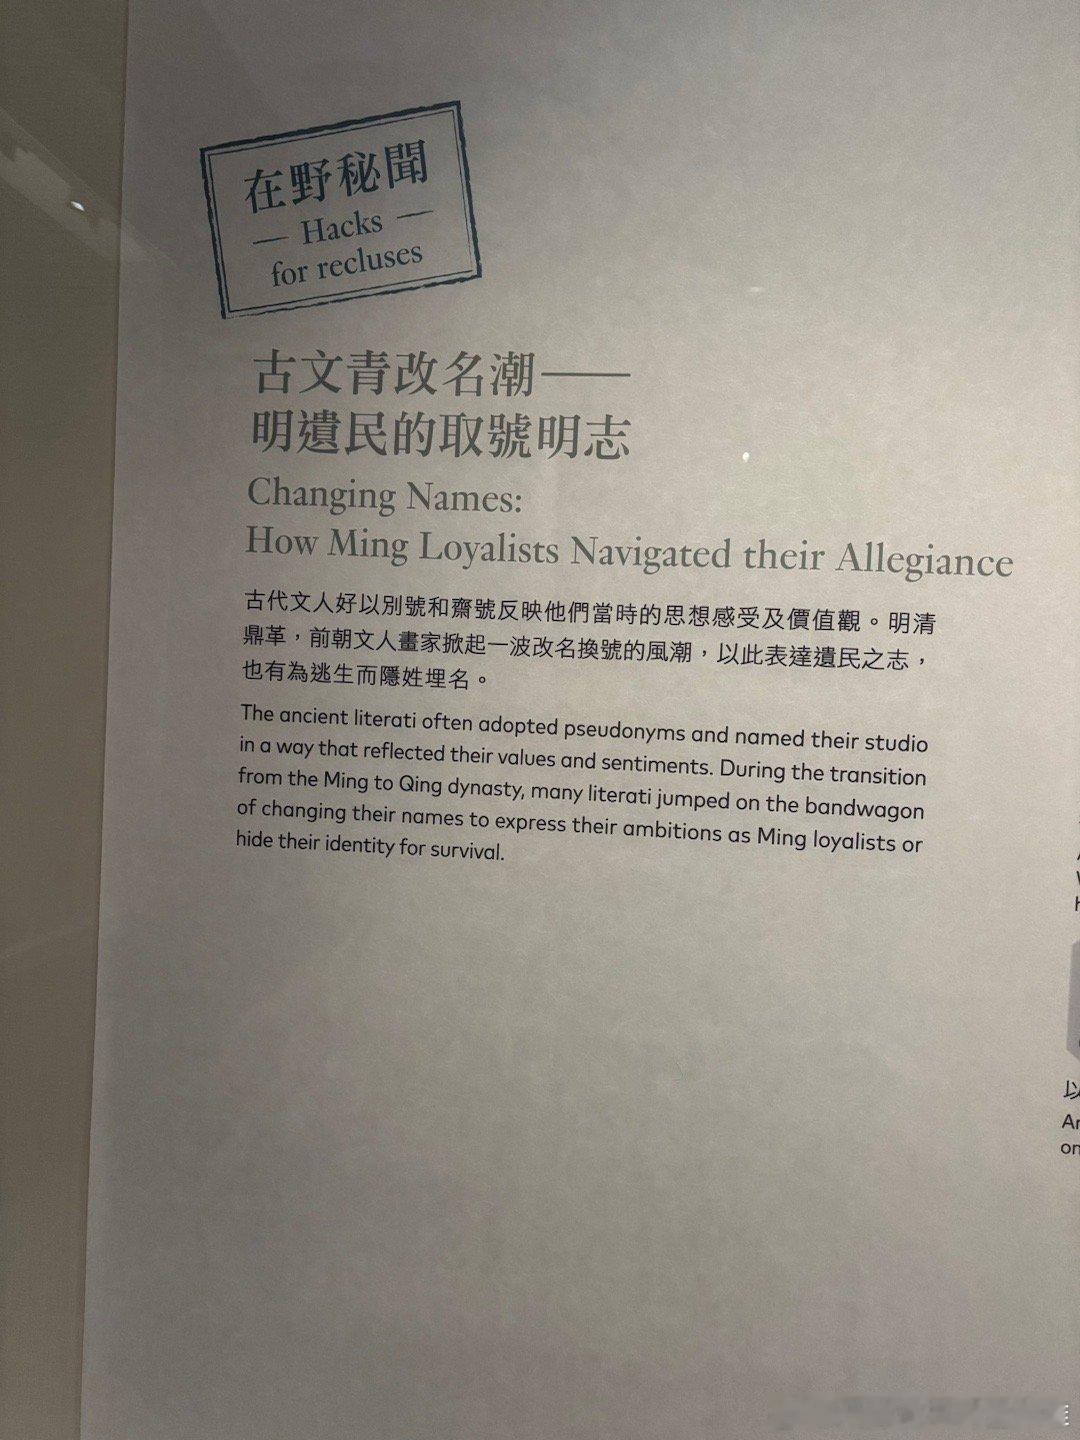 在野秘聞
— Hacks —
for recluses
古文青改名潮——
明遺民的取號明志
Changing Names:
How Ming Loyalists Navigated their Allegiance
古代文人好以別號和齋號反映他們當時的思想感受及價值觀。明清
鼎革，前朝文人畫家掀起一波改名換號的風潮，以此表達遺民之志，
也有為逃生而隱姓埋名。
The ancient literati often adopted pseudonyms and named their studio
in a way that reflected their values and sentiments. During the transition
from the Ming to Qing dynasty, many literati jumped on the bandwagon
of changing their names to express their ambitions as Ming loyalists or
hide their identity for survival.
以